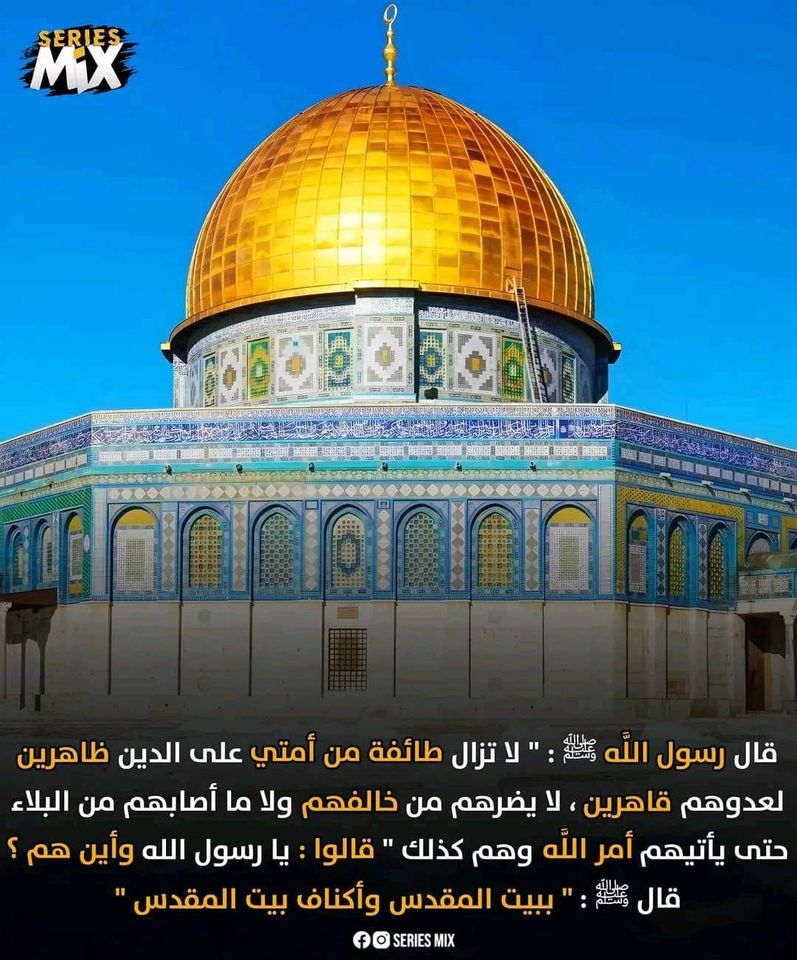 SERIES
MiX
قال رسول اللّه ﷺ : " لا تزال طائفة من أمتي على الدين ظاهرين
لعدوهم قاهرين ، لا يضرهم من خالفهم ولا ما أصابهم من البلاء
حتى يأتيهم أمر اللّه وهم كذلك " قالوا : يا رسول الله وأين هم ؟
قال ﷺ : " ببيت المقدس وأكناف بيت المقدس "
SERIES MIX